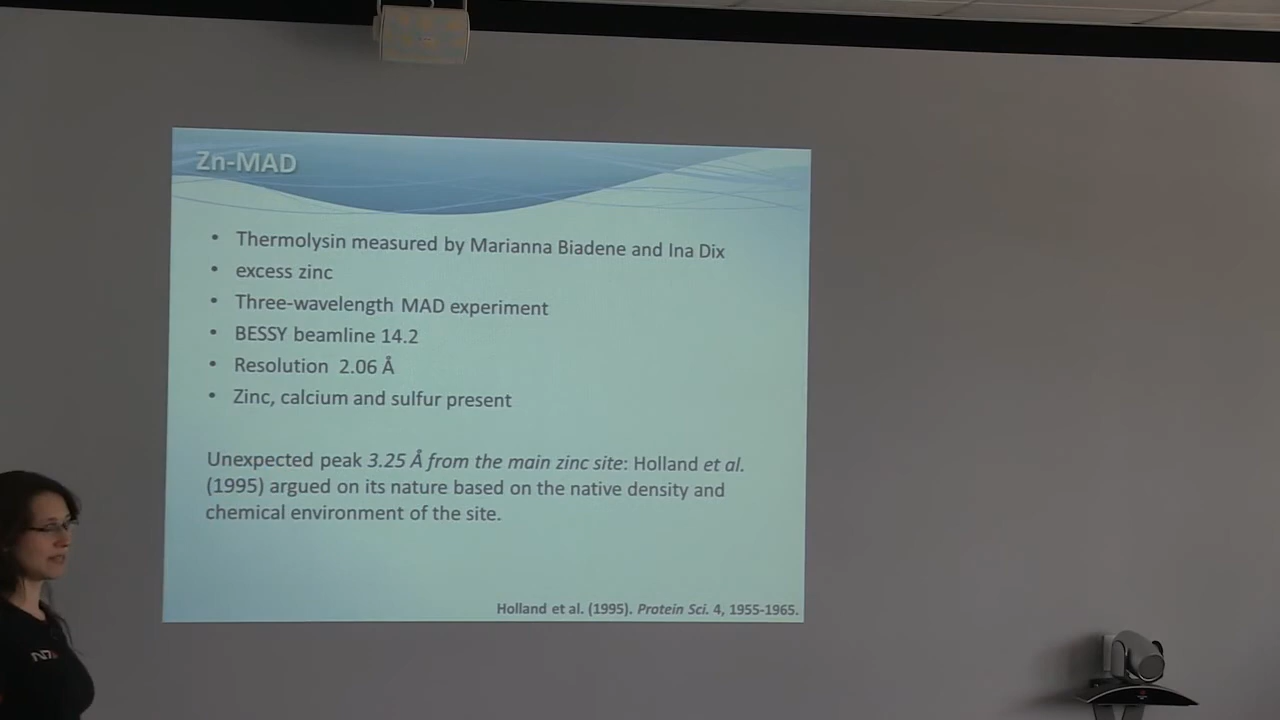 Zn-MAD
• Thermolysin measured by Marianna Biadene and Ina Dix
• excess zinc
• Three-wavelength MAD experiment
• BESSY beamline 14.2
• Resolution 2.06 Å
• Zinc, calcium and sulfur present
Unexpected peak 3.25 Å from the main zinc site: Holland et al.
(1995) argued on its nature based on the native density and
chemical environment of the site.
Holland et al. (1995). Protein Sci. 4, 1955-1965.
N7